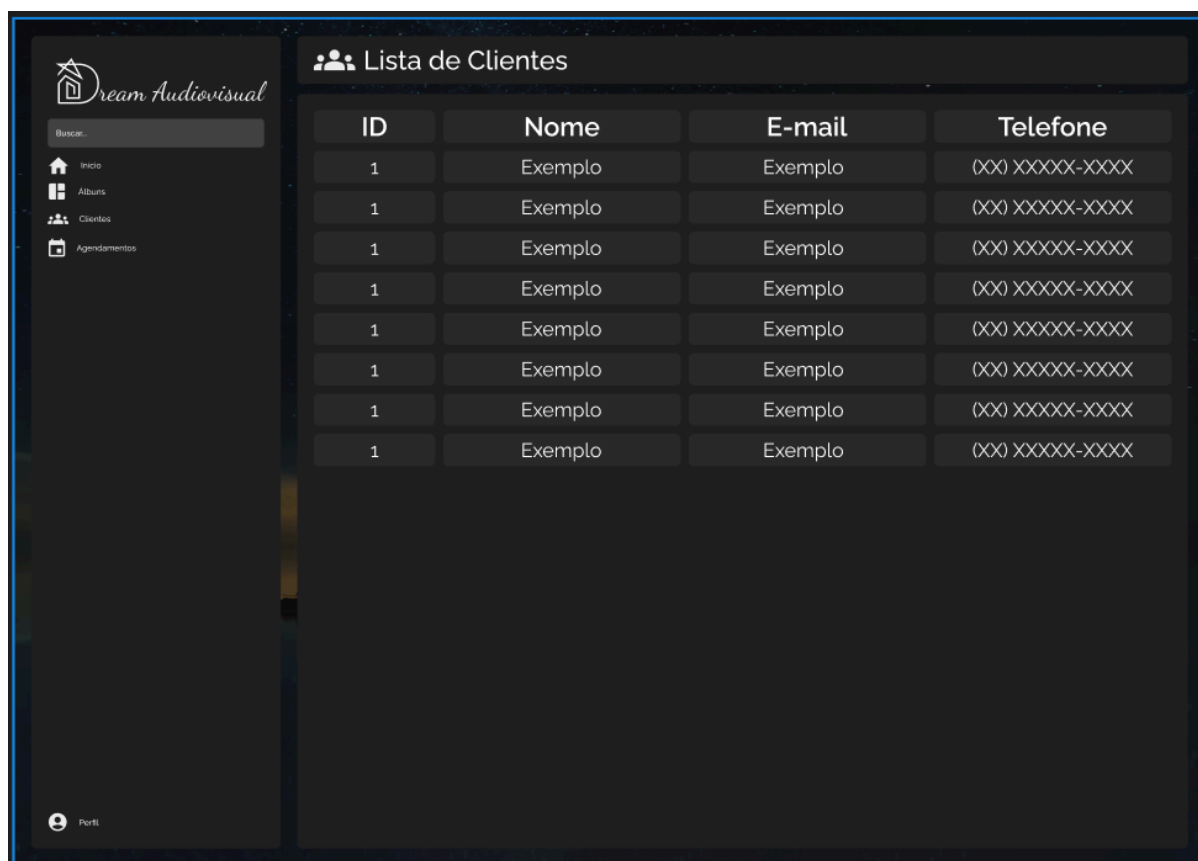 Dream Audiovisual
Buscar...
Início
Álbuns
Clientes
Agendamentos
Perfil
Lista de Clientes
ID Nome E-mail Telefone
1 Exemplo Exemplo (XX) XXXXX-XXXX
1 Exemplo Exemplo (XX) XXXXX-XXXX
1 Exemplo Exemplo (XX) XXXXX-XXXX
1 Exemplo Exemplo (XX) XXXXX-XXXX
1 Exemplo Exemplo (XX) XXXXX-XXXX
1 Exemplo Exemplo (XX) XXXXX-XXXX
1 Exemplo Exemplo (XX) XXXXX-XXXX
1 Exemplo Exemplo (XX) XXXXX-XXXX